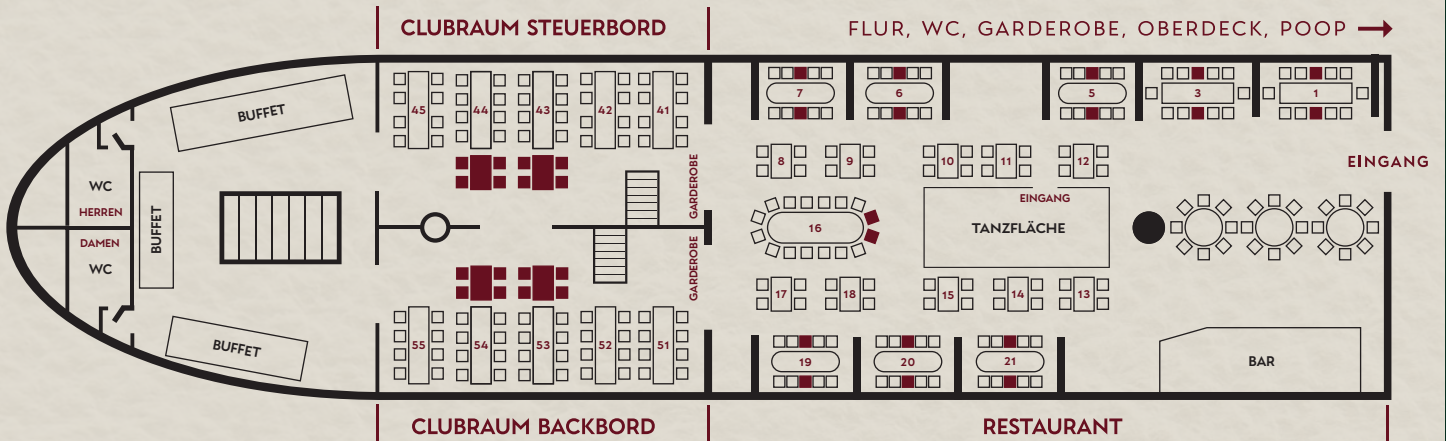 CLUBRAUM STEUERBORD
FLUR, WC, GARDEROBE, OBERDECK, POOP
BUFFET
45
44
43
42
41
7
6
5
3
1
EINGANG
WC
HERREN
DAMEN
WC
BUFFET
GARDEROBE
GARDEROBE
8
9
10
11
12
EINGANG
16
TANZFLÄCHE
17
18
15
14
13
BUFFET
55
54
53
52
51
19
20
21
BAR
CLUBRAUM BACKBORD
RESTAURANT